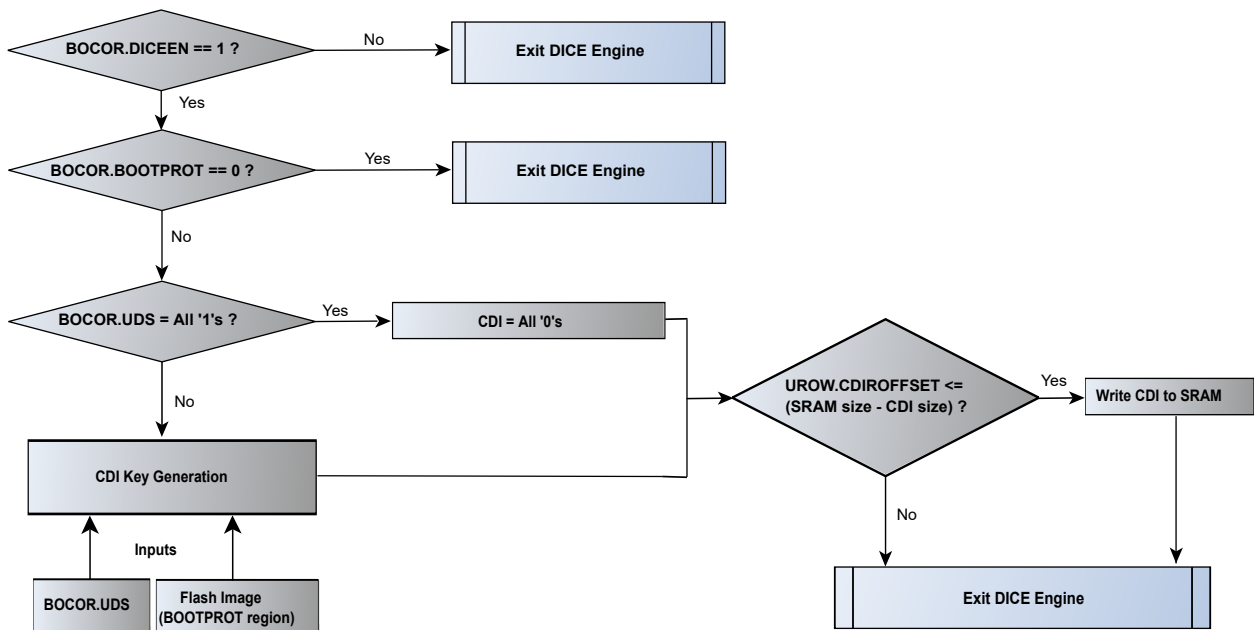 BOCOR.DICEEN == 1 ?
No
Exit DICE Engine
Yes
BOCOR.BOOTPROT == 0 ?
Yes
Exit DICE Engine
No
BOCOR.UDS = All '1's ?
Yes
CDI = All '0's
No
UROW.CDIROFFSET <=
(SRAM size - CDI size) ?
Yes
Write CDI to SRAM
No
CDI Key Generation
Inputs
BOCOR.UDS
Flash Image
(BOOTPROT region)
Exit DICE Engine